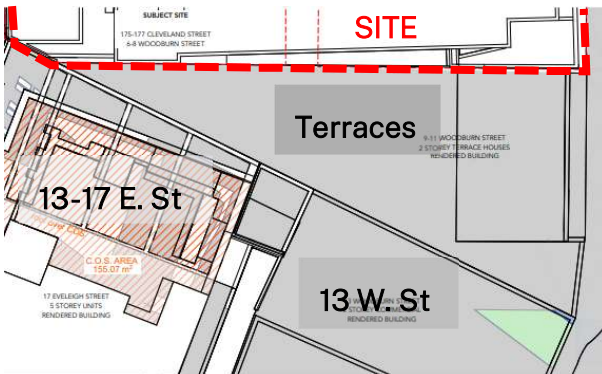 SUBJECT SITE
175-177 CLEVELAND STREET
6-8 WOODBURN STREET
SITE
Terraces
9-11 WOODBURN STREET
2 STOREY TERRACE HOUSES
RENDERED BUILDING
13-17 E. St
C.O.S. AREA
155.07 m²
17 EVELEIGH STREET
5 STOREY UNITS
RENDERED BUILDING
13 W. St
STREET
STOREY
RENDERED BUILDING